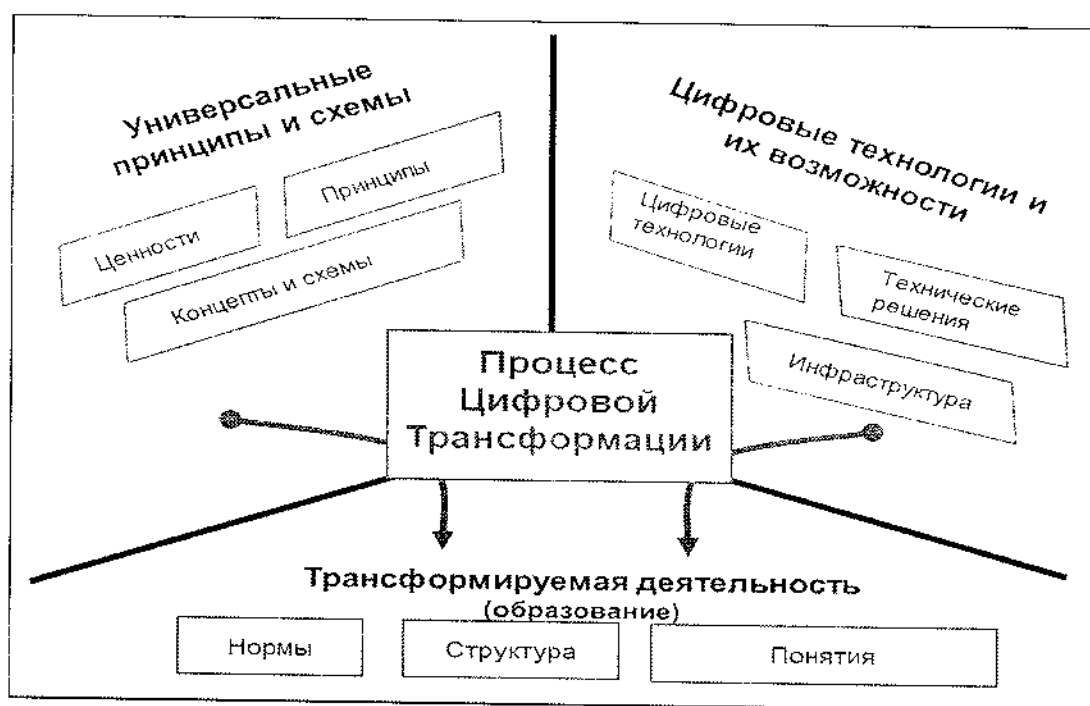 Универсальные
принципы и схемы
Принципы
Ценности
Концепты и схемы
Цифровые технологии и
их возможности
Цифровые
технологии
Технические
решения
Инфраструктура
Процесс
Цифровой
Трансформации
Трансформируемая деятельность
(образование)
Нормы
Структура
Понятия